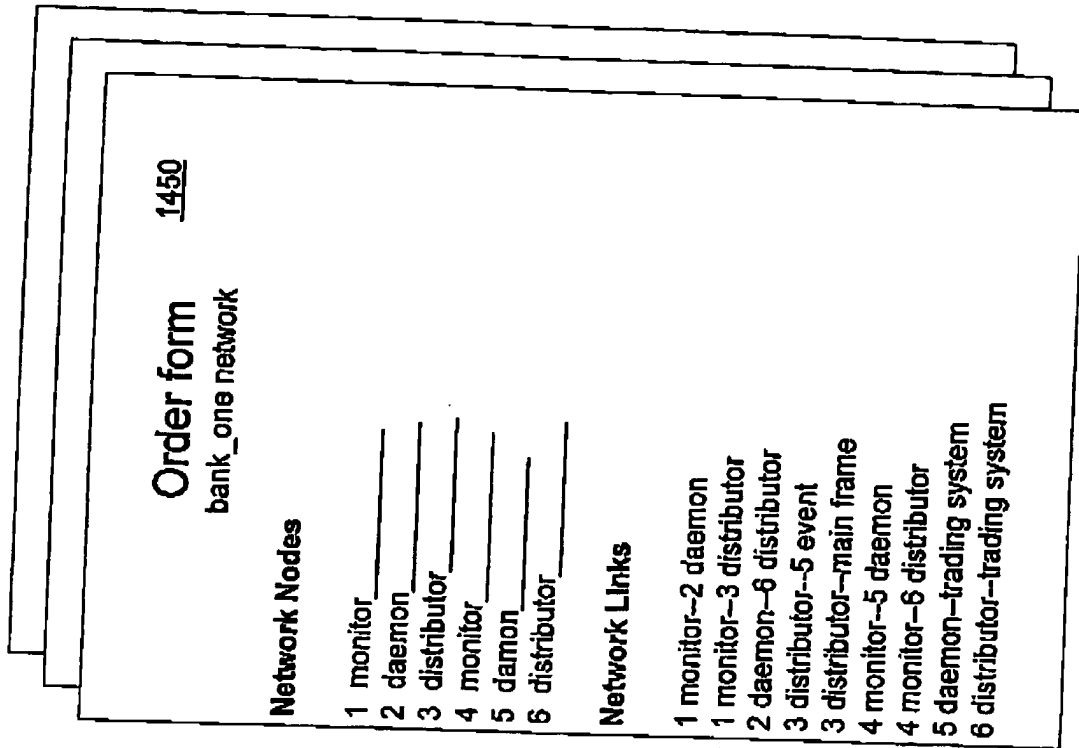 Order form 1450
bank_one network
Network Nodes
1 monitor
2 daemon
3 distributor
4 monitor
5 damon
6 distributor
Network Links
1 monitor--2 daemon
1 monitor--3 distributor
2 daemon--6 distributor
3 distributor--5 event
3 distributor--main frame
4 monitor--5 daemon
4 monitor--6 distributor
5 daemon--trading system
6 distributor--trading system